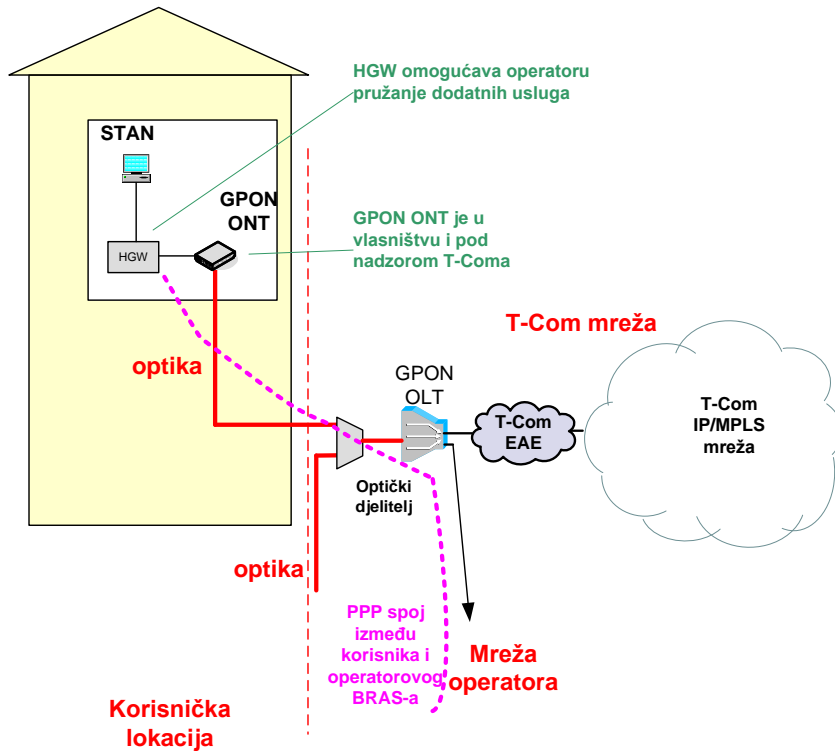 HGW omogućava operatoru
pružanje dodatnih usluga
STAN
GPON
ONT
HGW
GPON ONT je u
vlasništvu i pod
nadzorom T-Coma
T-Com mreža
optika
GPON
OLT
T-Com
EAE
T-Com
IP/MPLS
mreža
Optički
djelitelj
optika
PPP spoj
između
korisnika i
operatorovog
BRAS-a
Mreža
operatora
Korisnička
lokacija